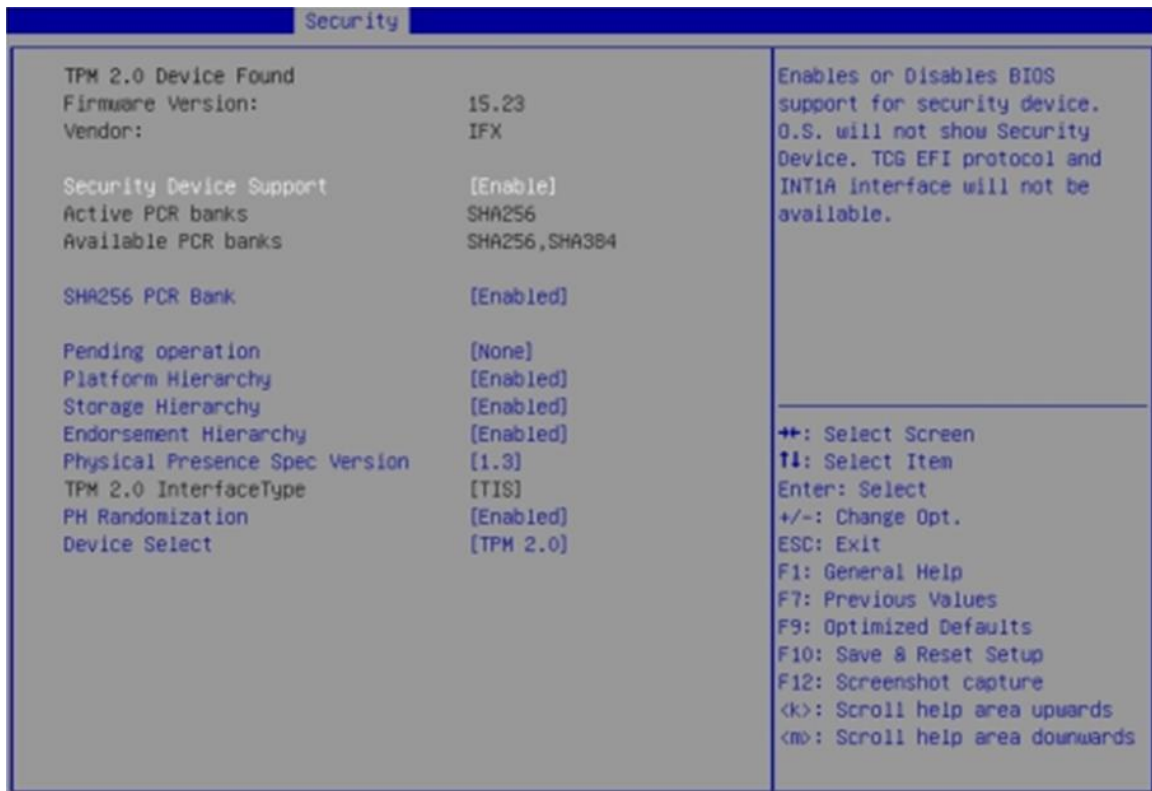 Security
TPM 2.0 Device Found
Firmware Version: 15.23
Vendor: IFX
Security Device Support [Enable]
Active PCR banks SHA256
Available PCR banks SHA256,SHA384
SHA256 PCR Bank [Enabled]
Pending operation [None]
Platform Hierarchy [Enabled]
Storage Hierarchy [Enabled]
Endorsement Hierarchy [Enabled]
Physical Presence Spec Version [1.3]
TPM 2.0 InterfaceType [TIS]
PH Randomization [Enabled]
Device Select [TPM 2.0]
Enables or Disables BIOS
support for security device.
O.S. will not show Security
Device. TCG EFI protocol and
INT1A interface will not be
available.
→←: Select Screen
↑↓: Select Item
Enter: Select
+/-: Change Opt.
ESC: Exit
F1: General Help
F7: Previous Values
F9: Optimized Defaults
F10: Save & Reset Setup
F12: Screenshot capture
<k>: Scroll help area upwards
<m>: Scroll help area downwards